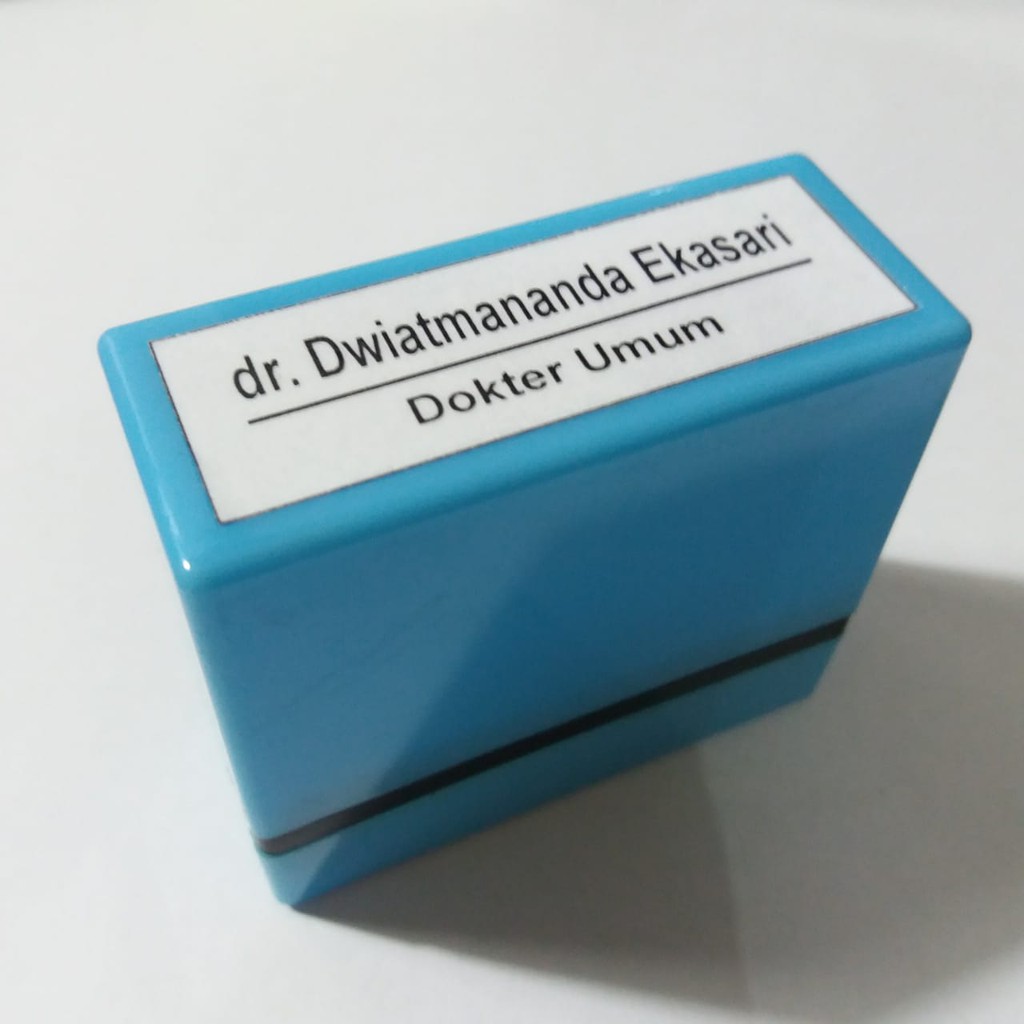 dr. Dwiatmananda Ekasari
Dokter Umum